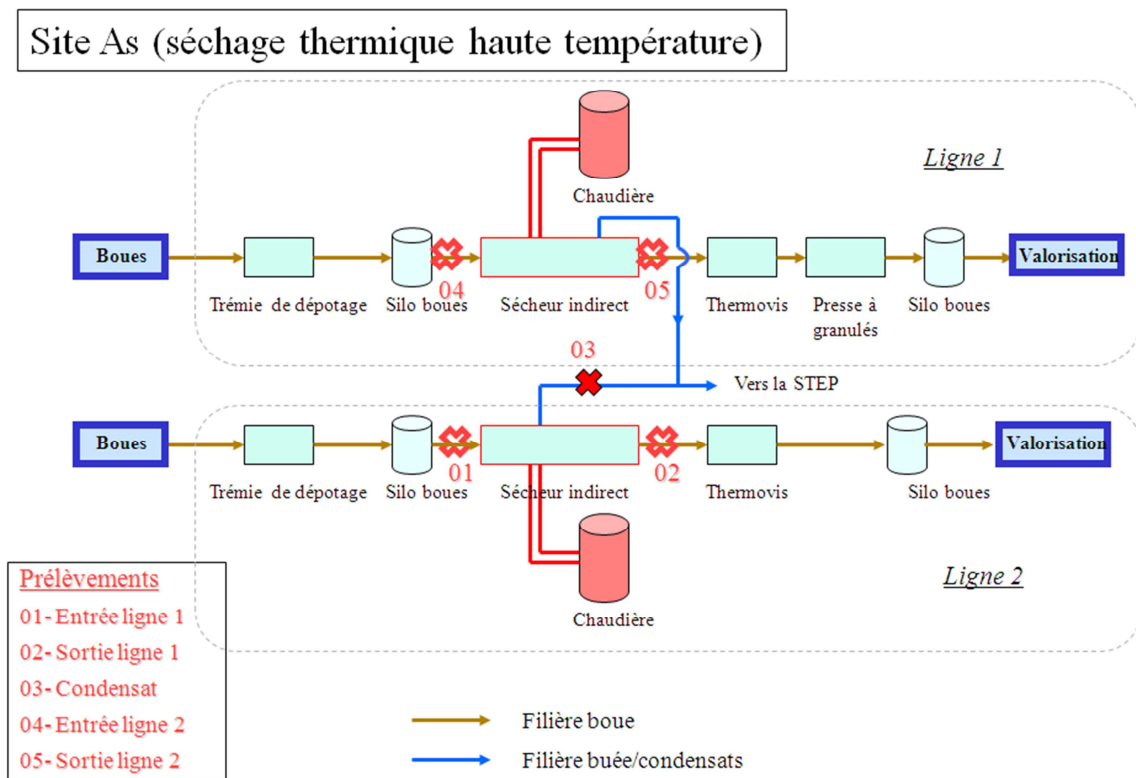 Site As (séchage thermique haute température)
Ligne 1
Chaudière
Boues
Valorisation
04
05
Trémie de dépotage
Silo boues
Sécheur indirect
Thermovis
Presse à
granulés
Silo boues
03
Vers la STEP
Boues
Valorisation
01
02
Trémie de dépotage
Silo boues
Sécheur indirect
Thermovis
Silo boues
Ligne 2
Chaudière
Prélèvements
01- Entrée ligne 1
02- Sortie ligne 1
03- Condensat
04- Entrée ligne 2
05- Sortie ligne 2
Filière boue
Filière buée/condensats